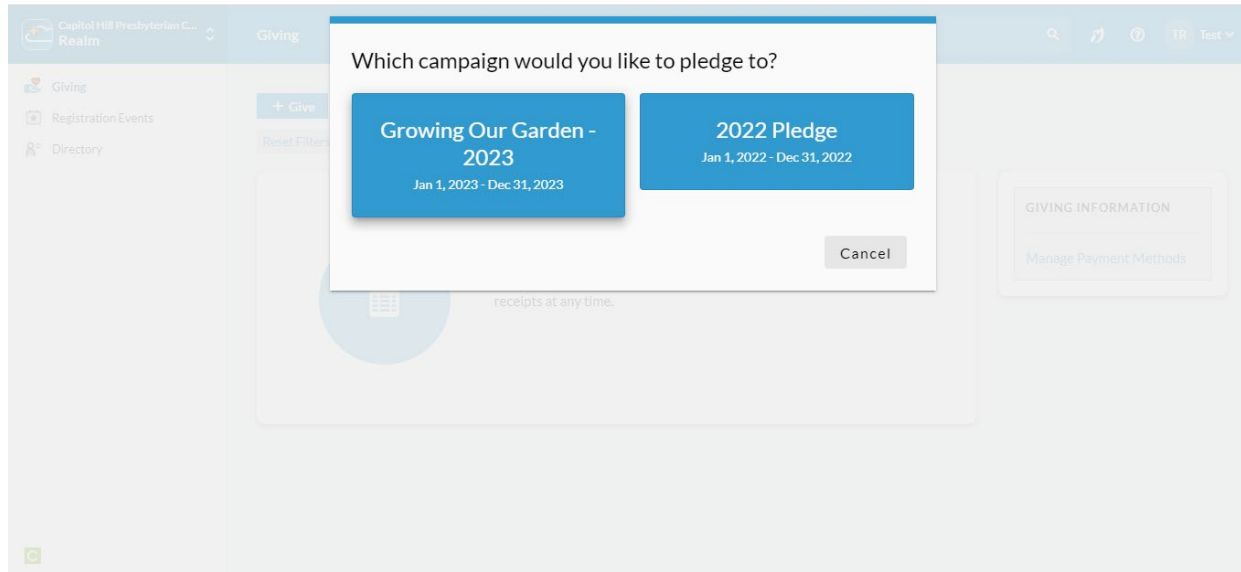 Capitol Hill Presbyterian C...
Realm
Giving
TR Test
Which campaign would you like to pledge to?
Growing Our Garden -
2023
Jan 1, 2023 - Dec 31, 2023
2022 Pledge
Jan 1, 2022 - Dec 31, 2022
Cancel
Giving
Registration Events
Directory
+ Give
Reset Filters
receipts at any time.
GIVING INFORMATION
Manage Payment Methods